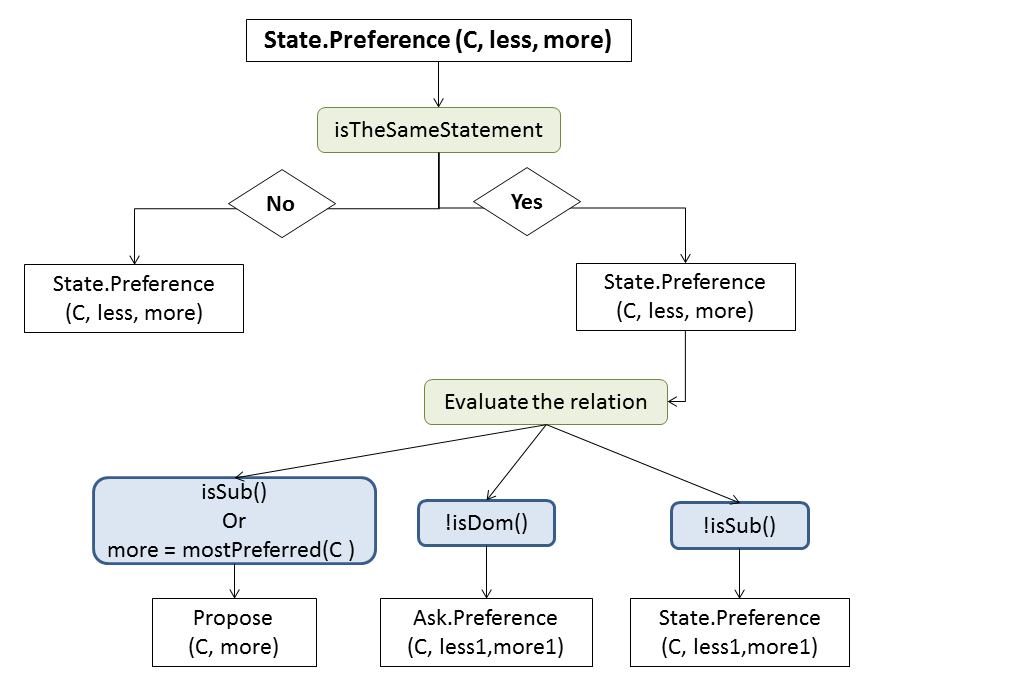 State.Preference (C, less, more)
isTheSameStatement
No
Yes
State.Preference
(C, less, more)
State.Preference
(C, less, more)
Evaluate the relation
isSub()
Or
more = mostPreferred(C )
!isDom()
!isSub()
Propose
(C, more)
Ask.Preference
(C, less1,more1)
State.Preference
(C, less1,more1)